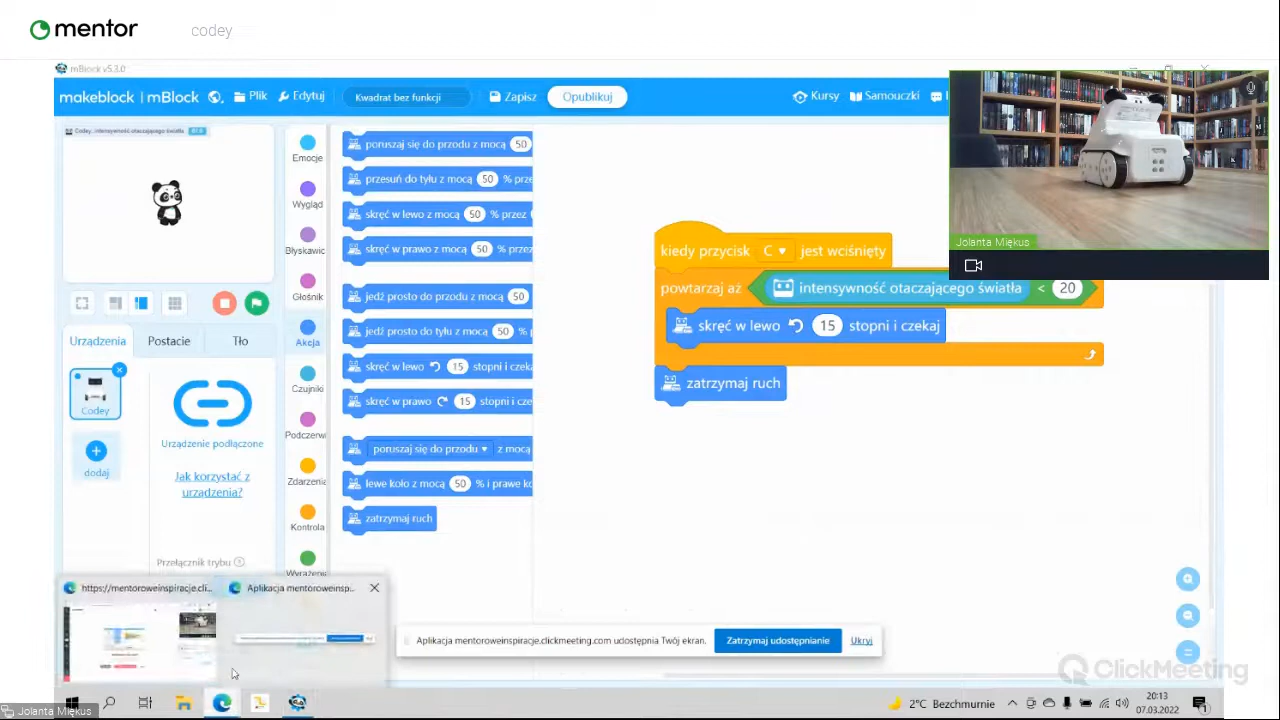 mentor codey
mBlock v5.3.0
makeblock | mBlock Plik Edytuj Kwadrat bez funkcji Zapisz Opublikuj Kursy Samouczki
Codey, intensywność otaczającego światła
Emocje
Wygląd
Błyskawic
Głośnik
Akcja
Czujniki
Podczerw
Zdarzenia
Kontrola
Wyrażenia
poruszaj się do przodu z mocą 50
przesuń do tyłu z mocą 50 % prze
skręć w lewo z mocą 50 % przez
skręć w prawo z mocą 50 % przez
jedź prosto do przodu z mocą 50
jedź prosto do tyłu z mocą 50 %
skręć w lewo 15 stopni i czeka
skręć w prawo 15 stopni i cze
poruszaj się do przodu z mocą
lewe koło z mocą 50 % i prawe ko
zatrzymaj ruch
kiedy przycisk C jest wciśnięty
powtarzaj aż intensywność otaczającego światła < 20
skręć w lewo 15 stopni i czekaj
zatrzymaj ruch
Jolanta Miękus
Urządzenia Postacie Tło
Codey
dodaj
Urządzenie podłączone
Jak korzystać z
urządzenia?
Przełącznik trybu
https://mentoroweinspiracje.cli... Aplikacja mentoroweinsp...
Aplikacja mentoroweinspiracje.clickmeeting.com udostępnia Twój ekran. Zatrzymaj udostępnianie Ukryj
ClickMeeting
Jolanta Miękus
2°C Bezchmurnie
20:13
07.03.2022